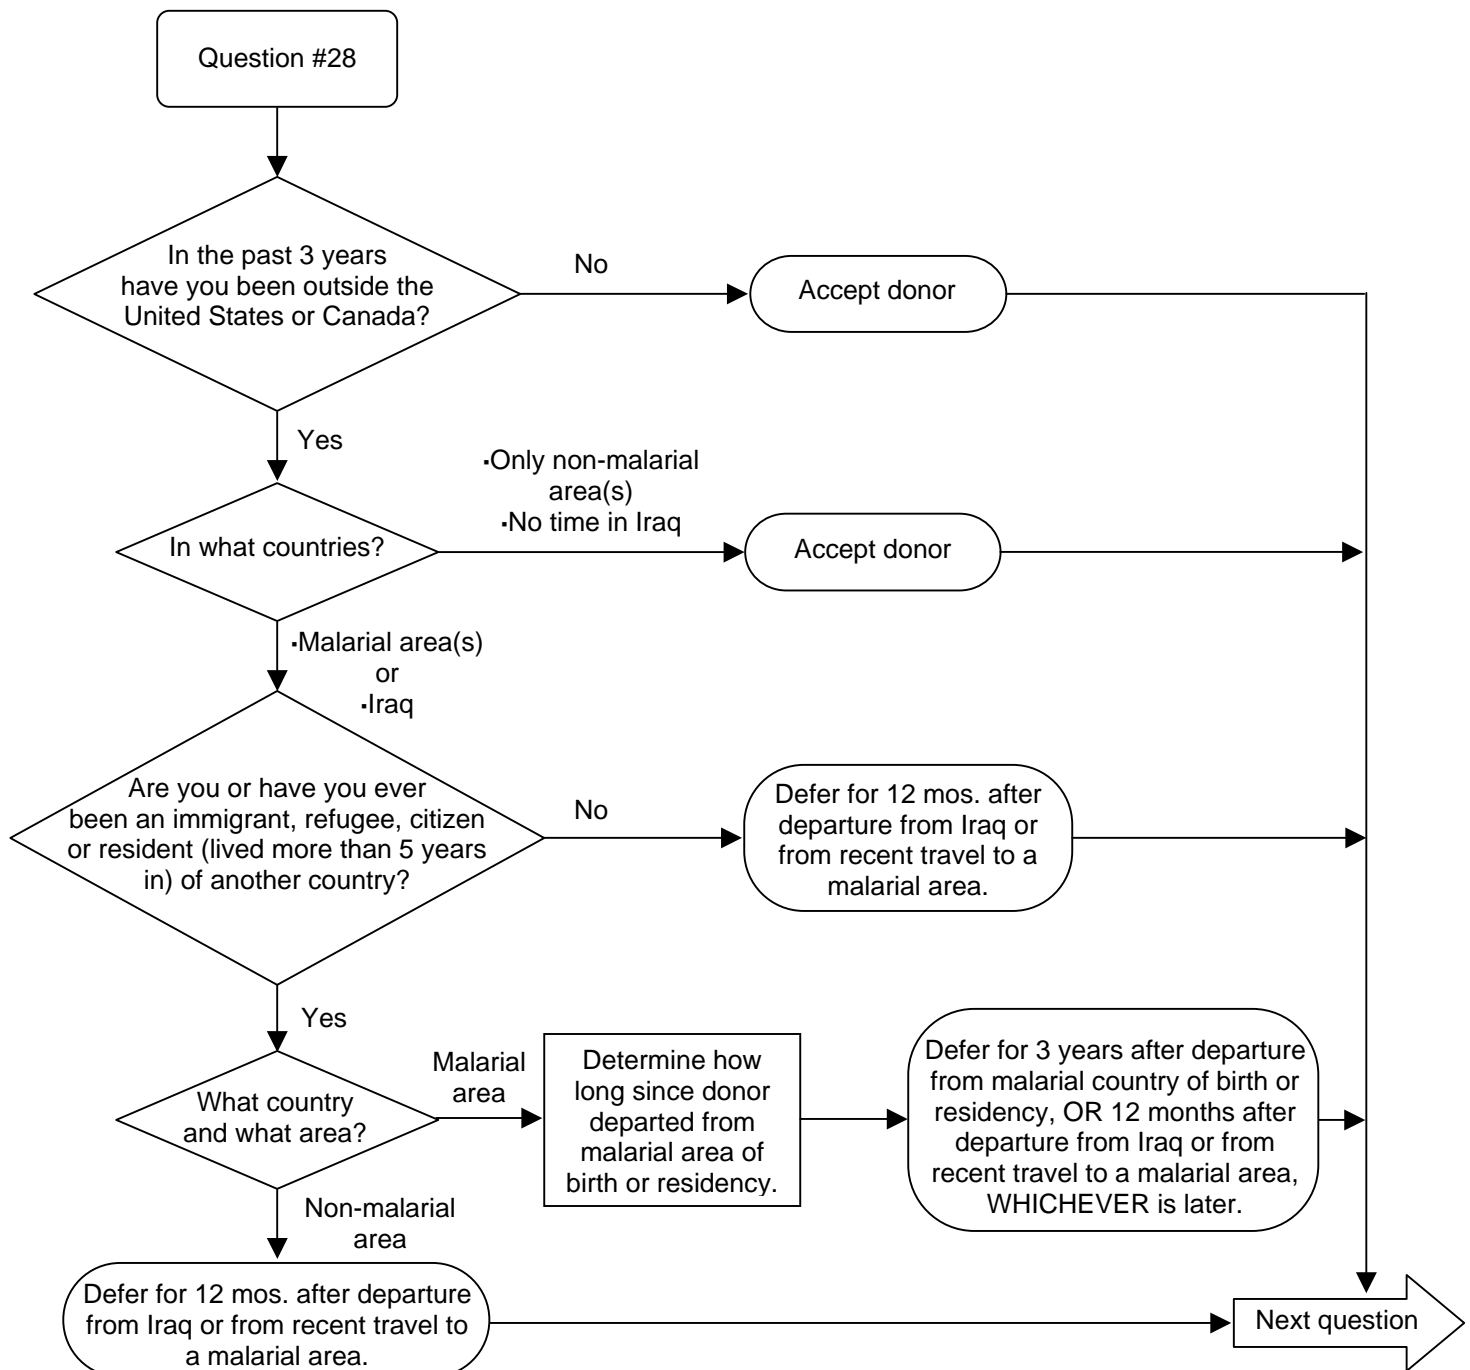 Question #28
In the past 3 years
have you been outside the
United States or Canada?
No
Accept donor
Yes
▪Only non-malarial
area(s)
▪No time in Iraq
In what countries?
Accept donor
▪Malarial area(s)
or
▪Iraq
Are you or have you ever
been an immigrant, refugee, citizen
or resident (lived more than 5 years
in) of another country?
No
Defer for 12 mos. after
departure from Iraq or
from recent travel to a
malarial area.
Yes
What country
and what area?
Malarial
area
Determine how
long since donor
departed from
malarial area of
birth or residency.
Defer for 3 years after departure
from malarial country of birth or
residency, OR 12 months after
departure from Iraq or from
recent travel to a malarial area,
WHICHEVER is later.
Non-malarial
area
Defer for 12 mos. after departure
from Iraq or from recent travel to
a malarial area.
Next question